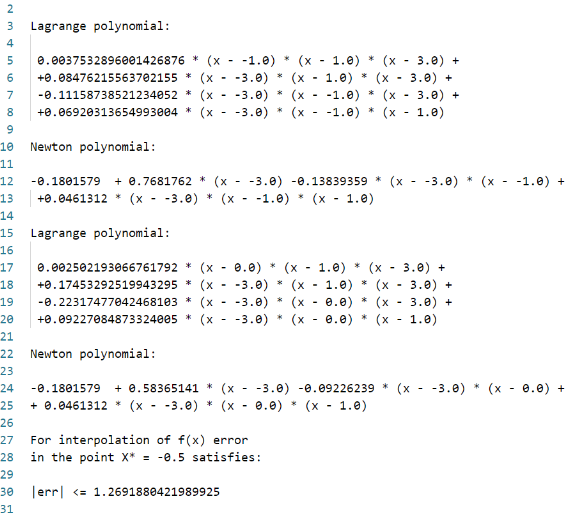 2
3 Lagrange polynomial:
4
5 0.0037532896001426876 * (x - -1.0) * (x - 1.0) * (x - 3.0) +
6 +0.08476215563702155 * (x - -3.0) * (x - 1.0) * (x - 3.0) +
7 -0.11158738521234052 * (x - -3.0) * (x - -1.0) * (x - 3.0) +
8 +0.06920313654993004 * (x - -3.0) * (x - -1.0) * (x - 1.0)
9
10 Newton polynomial:
11
12 -0.1801579 + 0.7681762 * (x - -3.0) -0.13839359 * (x - -3.0) * (x - -1.0) +
13 +0.0461312 * (x - -3.0) * (x - -1.0) * (x - 1.0)
14
15 Lagrange polynomial:
16
17 0.002502193066761792 * (x - 0.0) * (x - 1.0) * (x - 3.0) +
18 +0.17453292519943295 * (x - -3.0) * (x - 1.0) * (x - 3.0) +
19 -0.22317477042468103 * (x - -3.0) * (x - 0.0) * (x - 3.0) +
20 +0.09227084873324005 * (x - -3.0) * (x - 0.0) * (x - 1.0)
21
22 Newton polynomial:
23
24 -0.1801579 + 0.58365141 * (x - -3.0) -0.09226239 * (x - -3.0) * (x - 0.0) +
25 + 0.0461312 * (x - -3.0) * (x - 0.0) * (x - 1.0)
26
27 For interpolation of f(x) error
28 in the point X* = -0.5 satisfies:
29
30 |err| <= 1.2691880421989925
31